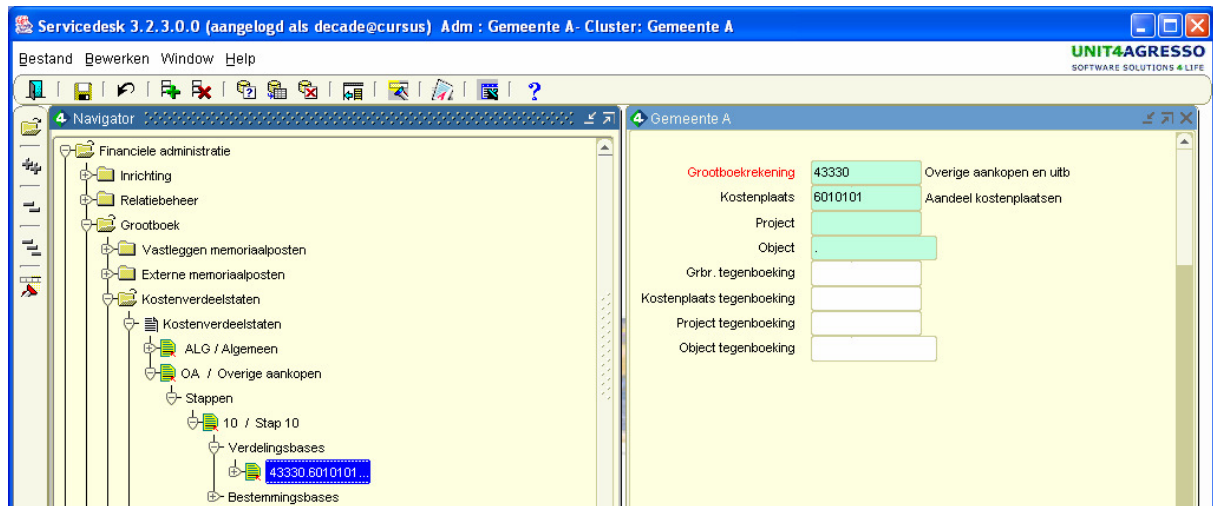 Servicedesk 3.2.3.0.0 (aangelogd als decade@cursus) Adm : Gemeente A- Cluster: Gemeente A
Bestand Bewerken Window Help
UNIT4AGRESSO
SOFTWARE SOLUTIONS 4 LIFE
4 Navigator
Financiele administratie
Inrichting
Relatiebeheer
Grootboek
Vastleggen memoriaalposten
Externe memoriaalposten
Kostenverdeelstaten
Kostenverdeelstaten
ALG / Algemeen
OA / Overige aankopen
Stappen
10 / Stap 10
Verdelingsbases
43330.6010101...
Bestemmingsbases
4 Gemeente A
Grootboekrekening 43330 Overige aankopen en uitb
Kostenplaats 6010101 Aandeel kostenplaatsen
Project
Object .
Grbr. tegenboeking
Kostenplaats tegenboeking
Project tegenboeking
Object tegenboeking